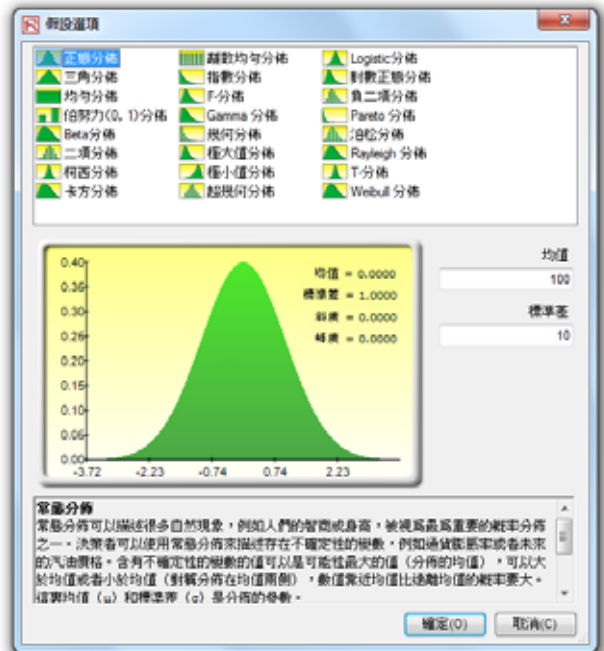 假設選項
正態分佈
三角分佈
均勻分佈
伯努力(0, 1)分佈
Beta分佈
二項分佈
柯西分佈
卡方分佈
離散均勻分佈
指數分佈
F-分佈
Gamma 分佈
幾何分佈
極大值分佈
極小值分佈
超幾何分佈
Logistic分佈
對數正態分佈
負二項分佈
Pareto 分佈
泊松分佈
Rayleigh 分佈
T-分佈
Weibull 分佈
0.40
0.35
0.30
0.25
0.20
0.15
0.10
0.05
0.00
-3.72 -2.23 -0.74 0.74 2.23
均值 = 0.0000
標準差 = 1.0000
斜度 = 0.0000
峰度 = 0.0000
均值
100
標準差
10
常態分佈
常態分佈可以描述很多自然現象，例如人們的智商或身高，被視爲最爲重要的概率分佈
之一。決策者可以使用常態分佈來描述存在不確定性的變數，例如通貨膨脹率或者未來
的汽油價格。含有不確定性的變數的值可以是可能性最大的值（分佈的均值），可以大
於均值或者小於均值（對稱分佈在均值兩側），數值靠近均值比遠離均值的概率要大。
這裏均值（μ）和標準差（σ）是分佈的參數。
確定(O)
取消(C)